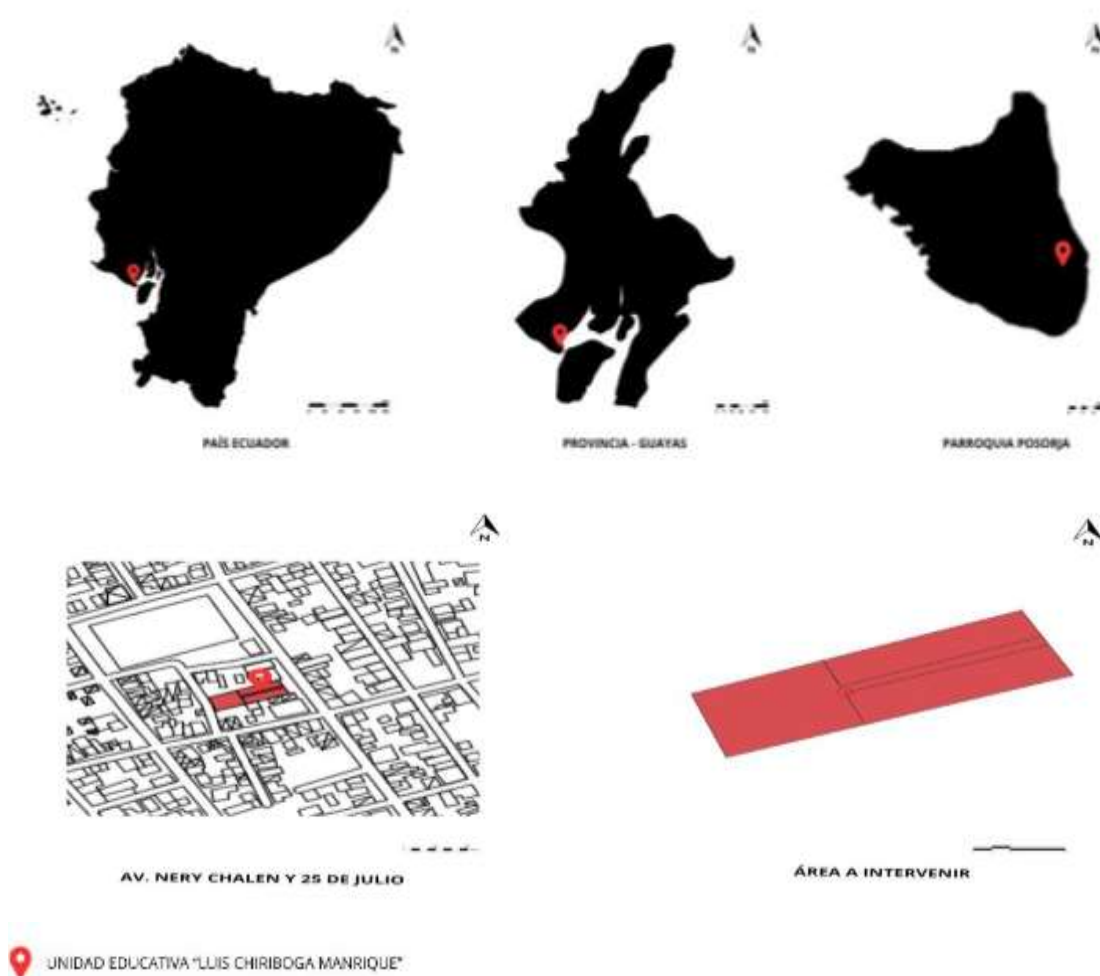 N
N
N
PAÍS ECUADOR
PROVINCIA - GUAYAS
PARROQUIA POSORJA
N
N
AV. NERY CHALEN Y 25 DE JULIO
ÁREA A INTERVENIR
UNIDAD EDUCATIVA "LUIS CHIRIBOGA MANRIQUE"